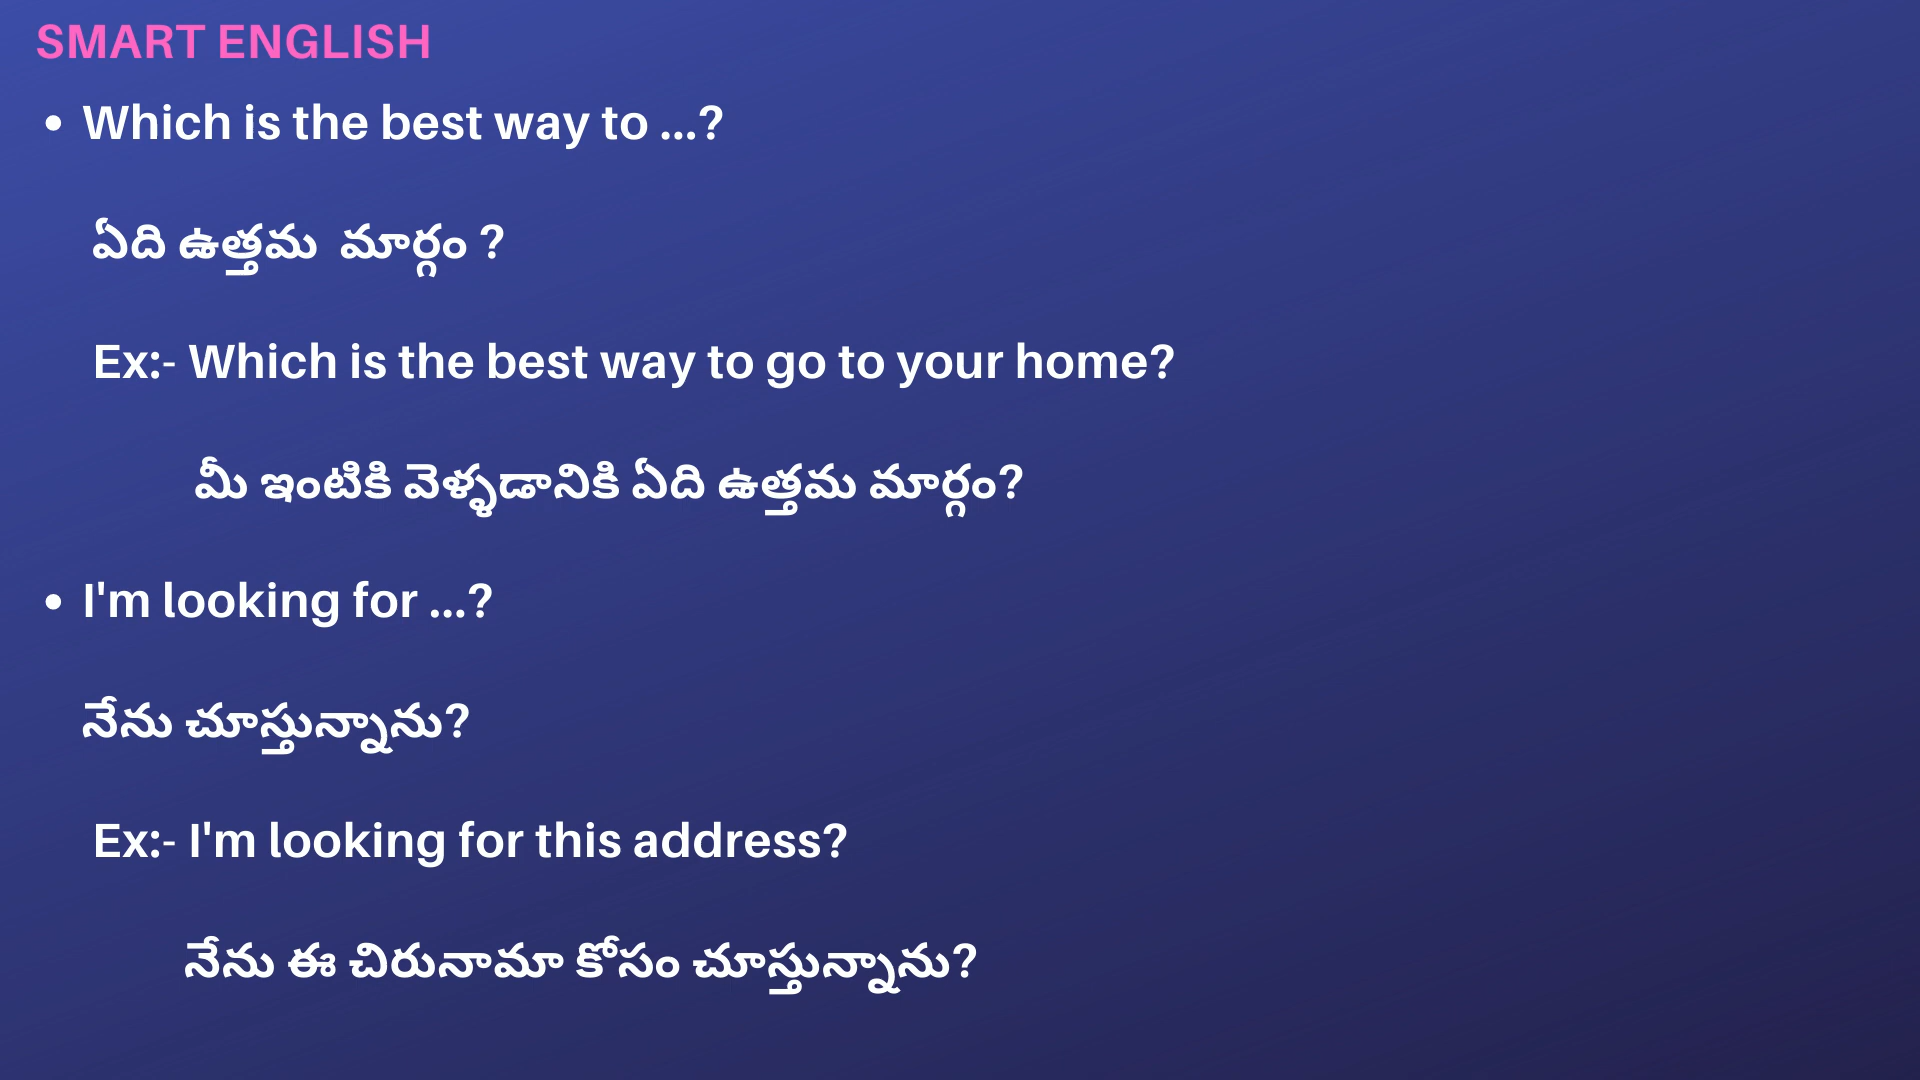 SMART ENGLISH
• Which is the best way to ...?
ఏది ఉత్తమ మార్గం ?
Ex:- Which is the best way to go to your home?
మీ ఇంటికి వెళ్ళడానికి ఏది ఉత్తమ మార్గం?
• I'm looking for ...?
నేను చూస్తున్నాను?
Ex:- I'm looking for this address?
నేను ఈ చిరునామా కోసం చూస్తున్నాను?